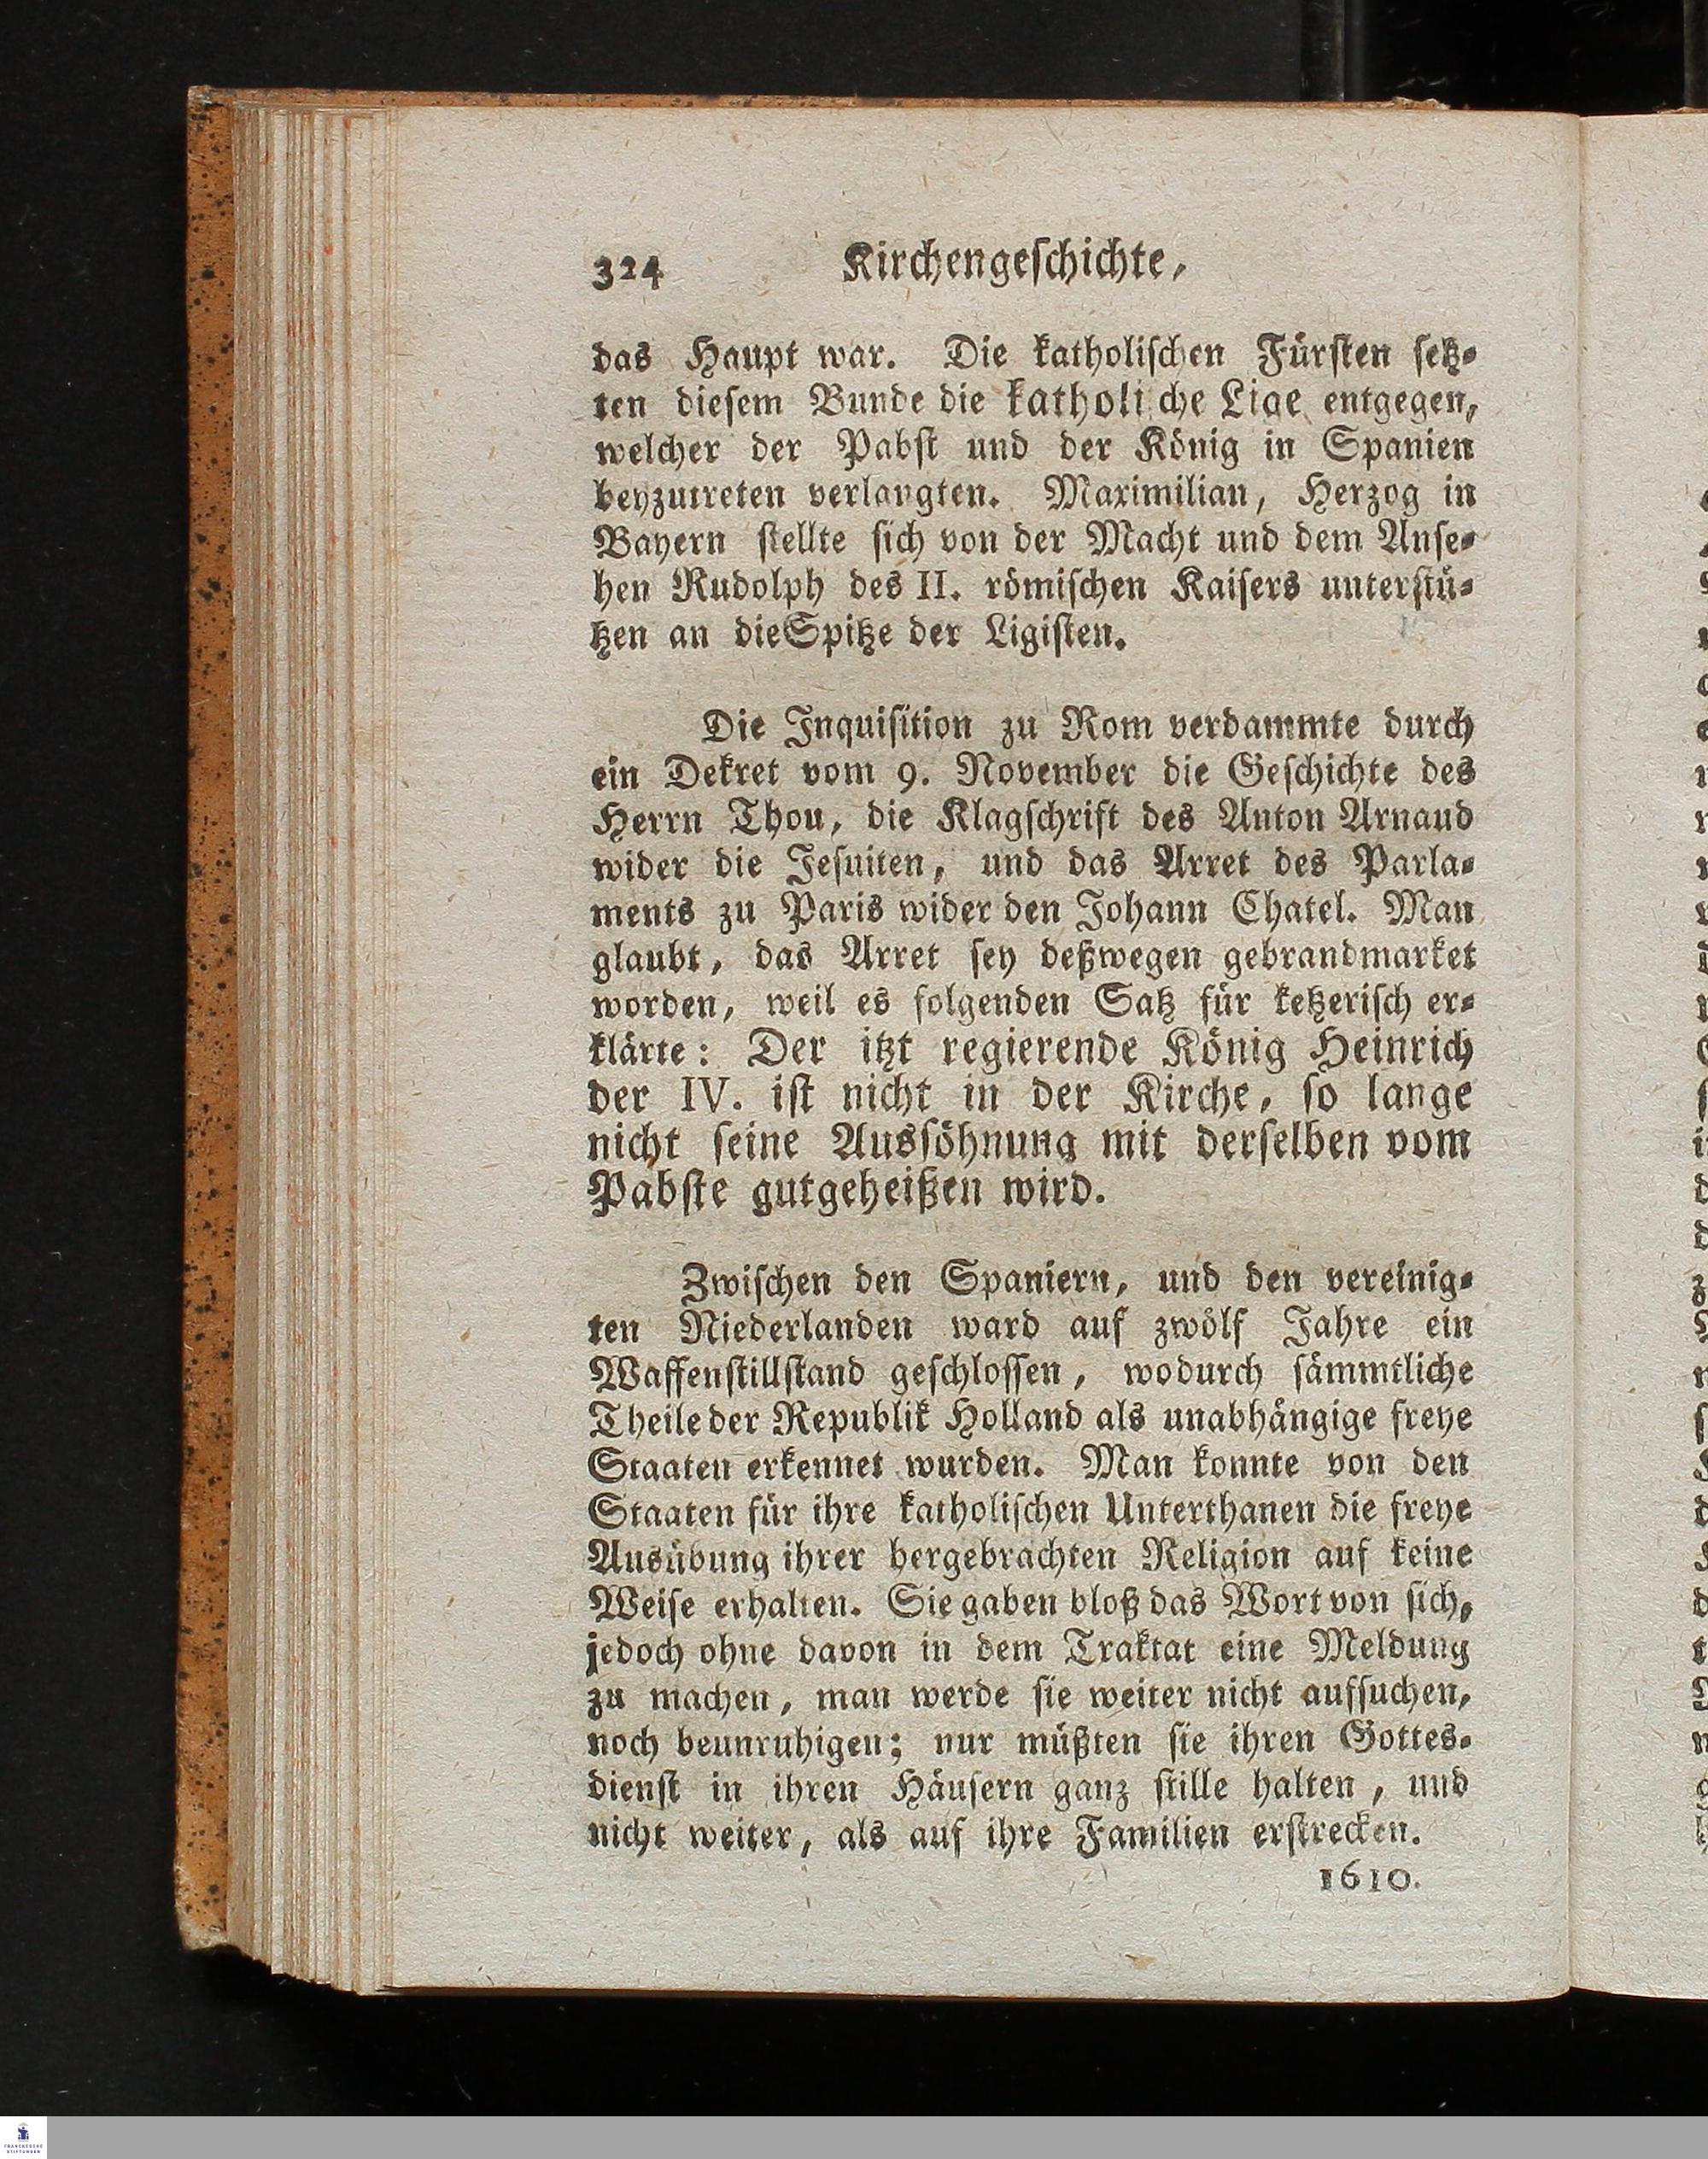 324 Kirchengeſchichte,
das Haupt war. Die katholiſchen Fürſten ſetz-
ten dieſem Bunde die katholi che Lige entgegen,
welcher der Pabſt und der König in Spanien
beyzutreten verlangten. Maximilian, Herzog in
Bayern ſtellte ſich von der Macht und dem Anſe-
hen Rudolph des II. römiſchen Kaiſers unterſtü-
tzen an die Spitze der Ligiſten.
Die Inquiſition zu Rom verdammte durch
ein Dekret vom 9. November die Geſchichte des
Herrn Thou, die Klagſchrift des Anton Arnaud
wider die Jeſuiten, und das Arret des Parla-
ments zu Paris wider den Johann Chatel. Man
glaubt, das Arret ſey deßwegen gebrandmarket
worden, weil es folgenden Satz für ketzeriſch er-
klärte: Der itzt regierende König Heinrich
der IV. iſt nicht in der Kirche, ſo lange
nicht ſeine Ausſöhnung mit derſelben vom
Pabſte gutgeheißen wird.
Zwiſchen den Spaniern, und den vereinig-
ten Niederlanden ward auf zwölf Jahre ein
Waffenſtillſtand geſchloſſen, wodurch ſämmtliche
Theile der Republik Holland als unabhängige freye
Staaten erkennet wurden. Man konnte von den
Staaten für ihre katholiſchen Unterthanen die freye
Ausübung ihrer hergebrachten Religion auf keine
Weiſe erhalten. Sie gaben bloß das Wort von ſich,
jedoch ohne davon in dem Traktat eine Meldung
zu machen, man werde ſie weiter nicht aufſuchen,
noch beunruhigen; nur müßten ſie ihren Gottes-
dienſt in ihren Häuſern ganz ſtille halten, und
nicht weiter, als auf ihre Familien erſtrecken.
1610.
FRANCKESCHE
STIFTUNGEN